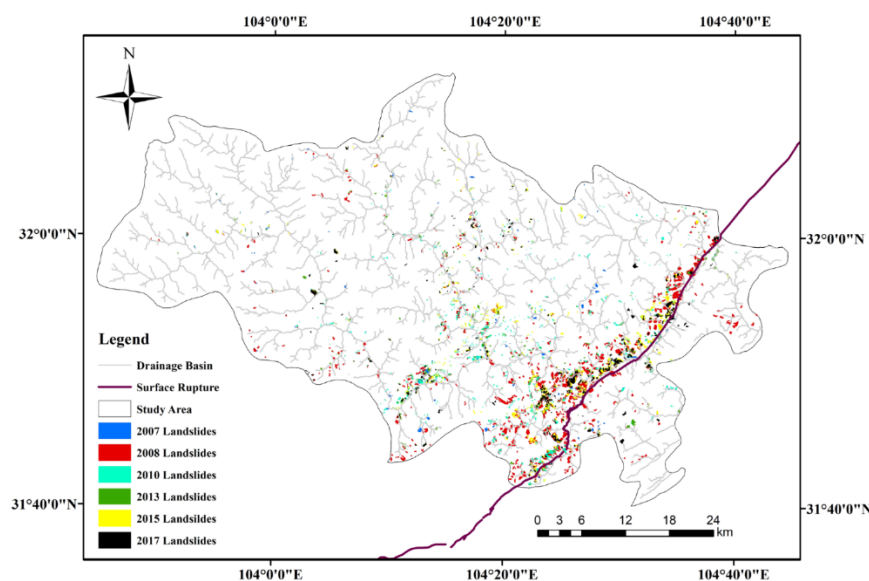 104°0'0"E 104°20'0"E 104°40'0"E
N
32°0'0"N 32°0'0"N
Legend
Drainage Basin
Surface Rupture
Study Area
2007 Landslides
2008 Landslides
2010 Landslides
2013 Landslides
2015 Landsildes
2017 Landslides
31°40'0"N 31°40'0"N
0 3 6 12 18 24
km
104°0'0"E 104°20'0"E 104°40'0"E